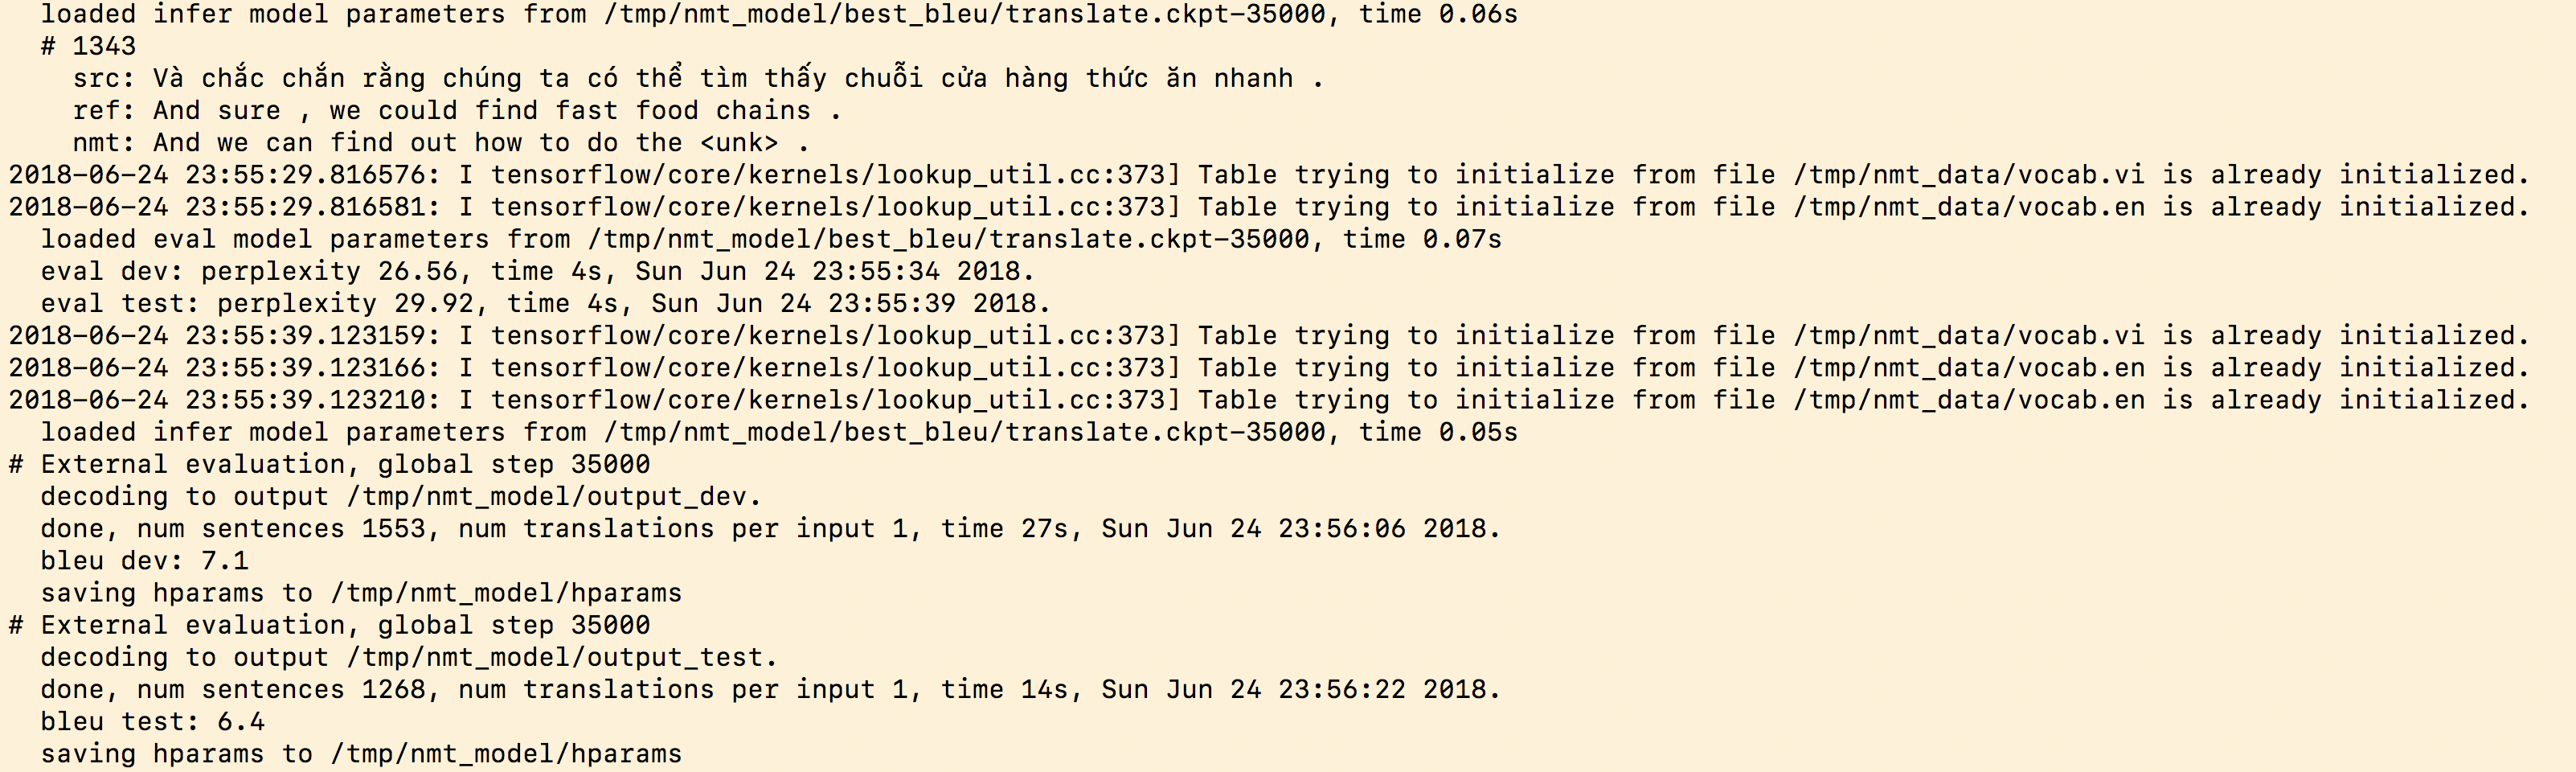 loaded infer model parameters from /tmp/nmt_model/best_bleu/translate.ckpt-35000, time 0.06s
# 1343
src: Và chắc chắn rằng chúng ta có thể tìm thấy chuỗi cửa hàng thức ăn nhanh .
ref: And sure , we could find fast food chains .
nmt: And we can find out how to do the <unk> .
2018-06-24 23:55:29.816576: I tensorflow/core/kernels/lookup_util.cc:373] Table trying to initialize from file /tmp/nmt_data/vocab.vi is already initialized.
2018-06-24 23:55:29.816581: I tensorflow/core/kernels/lookup_util.cc:373] Table trying to initialize from file /tmp/nmt_data/vocab.en is already initialized.
loaded eval model parameters from /tmp/nmt_model/best_bleu/translate.ckpt-35000, time 0.07s
eval dev: perplexity 26.56, time 4s, Sun Jun 24 23:55:34 2018.
eval test: perplexity 29.92, time 4s, Sun Jun 24 23:55:39 2018.
2018-06-24 23:55:39.123159: I tensorflow/core/kernels/lookup_util.cc:373] Table trying to initialize from file /tmp/nmt_data/vocab.vi is already initialized.
2018-06-24 23:55:39.123166: I tensorflow/core/kernels/lookup_util.cc:373] Table trying to initialize from file /tmp/nmt_data/vocab.en is already initialized.
2018-06-24 23:55:39.123210: I tensorflow/core/kernels/lookup_util.cc:373] Table trying to initialize from file /tmp/nmt_data/vocab.en is already initialized.
loaded infer model parameters from /tmp/nmt_model/best_bleu/translate.ckpt-35000, time 0.05s
# External evaluation, global step 35000
decoding to output /tmp/nmt_model/output_dev.
done, num sentences 1553, num translations per input 1, time 27s, Sun Jun 24 23:56:06 2018.
bleu dev: 7.1
saving hparams to /tmp/nmt_model/hparams
# External evaluation, global step 35000
decoding to output /tmp/nmt_model/output_test.
done, num sentences 1268, num translations per input 1, time 14s, Sun Jun 24 23:56:22 2018.
bleu test: 6.4
saving hparams to /tmp/nmt_model/hparams